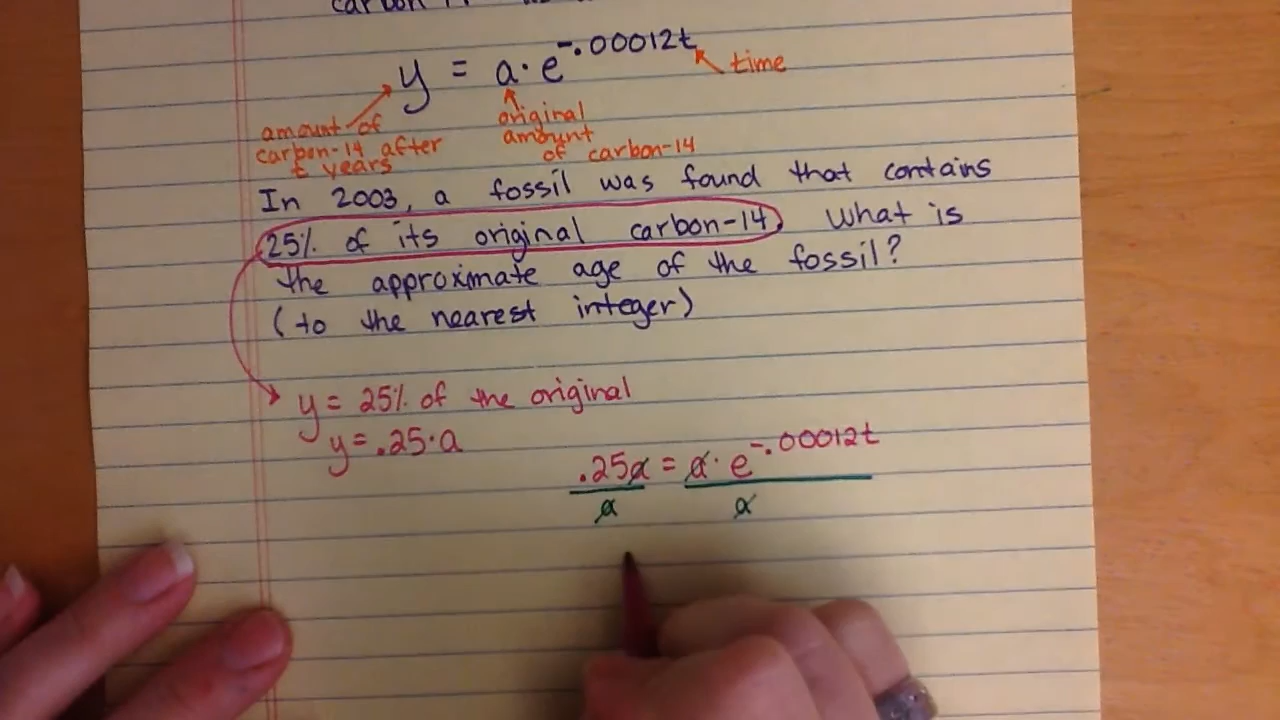 y = a · e^-.00012t
time
amount of
carbon-14 after
t years
original
amount
of carbon-14
In 2003, a fossil was found that contains
25% of its original carbon-14. What is
the approximate age of the fossil?
(to the nearest integer)
y = 25% of the original
y = .25 · a
.25a = a · e^-.00012t
a a